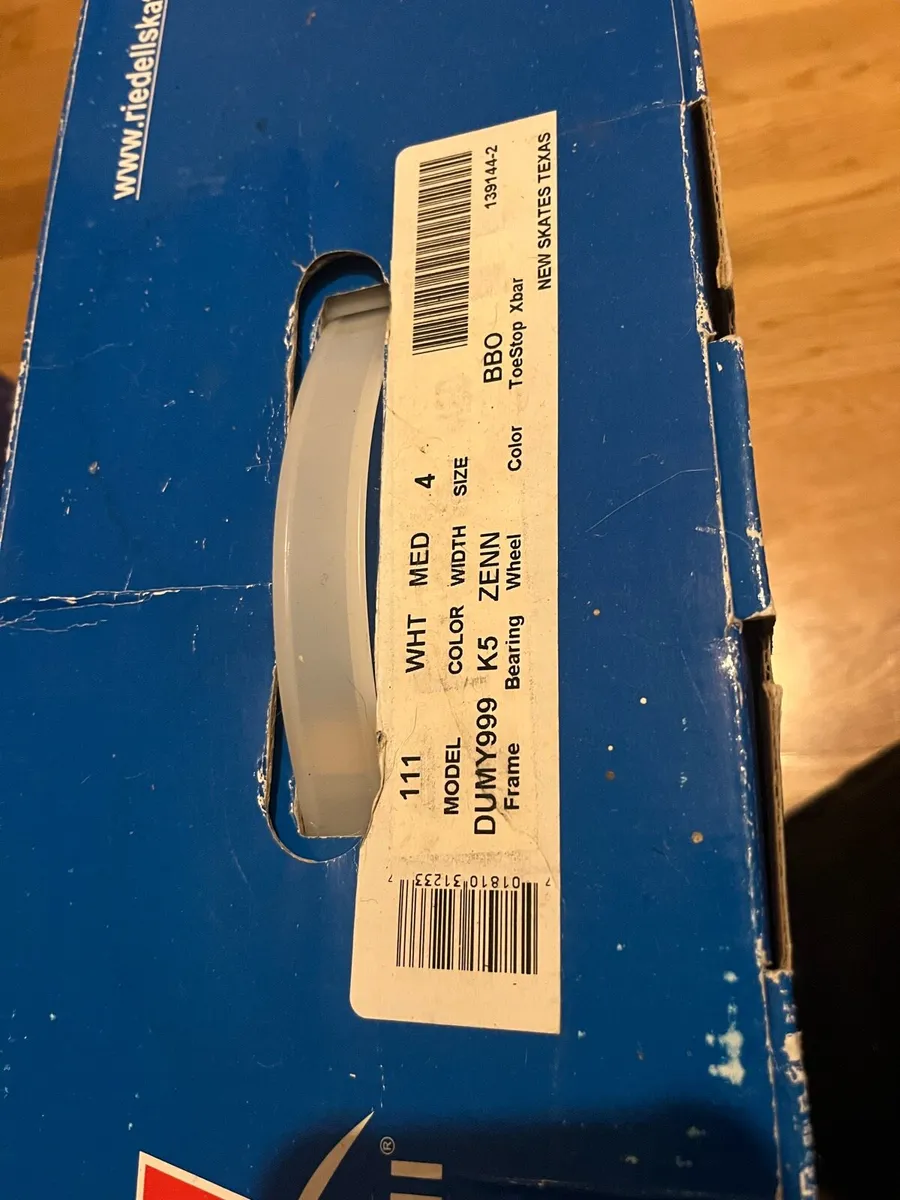 www.riedellska
139144-2
111 WHT MED 4
MODEL COLOR WIDTH SIZE
DUMY999 K5 ZENN BBO
Frame Bearing Wheel Color ToeStop Xbar
NEW SKATES TEXAS
7 01810 31233 7
®